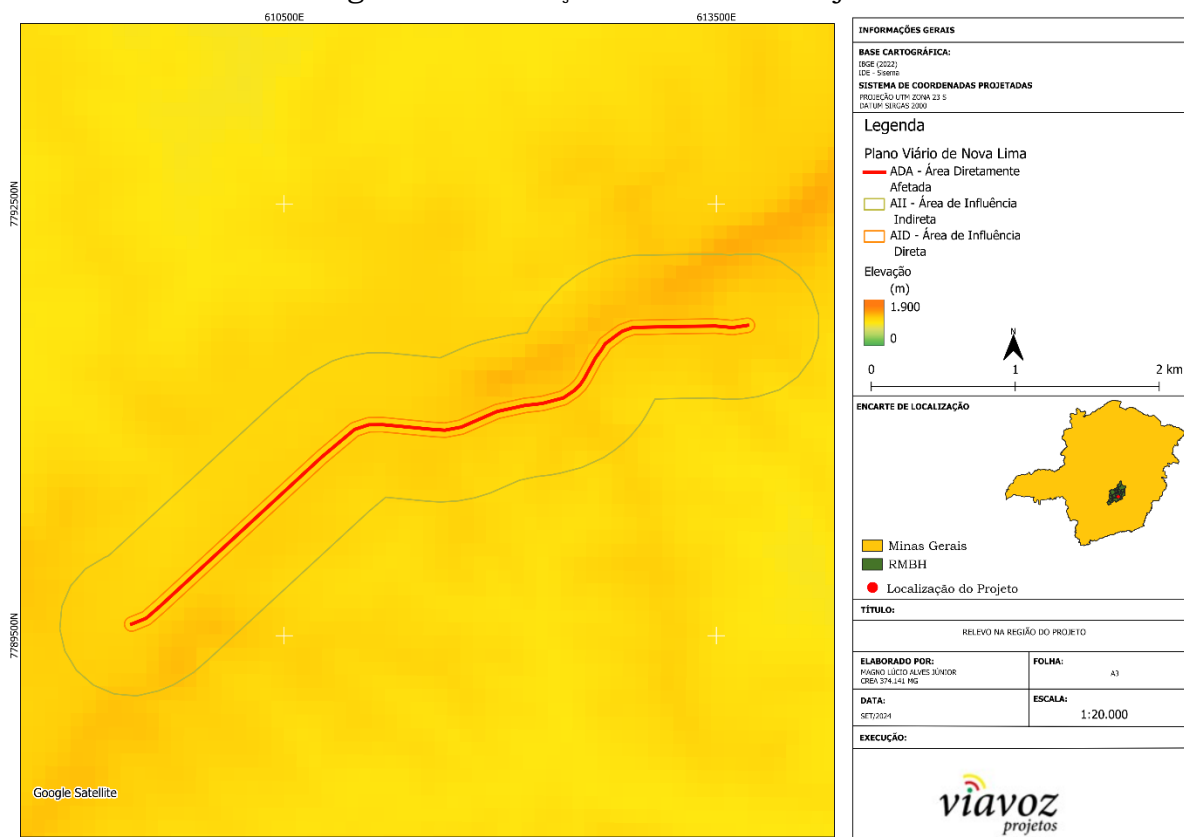 610500E
613500E
7792500N
7789500N
Google Satellite
INFORMAÇÕES GERAIS
BASE CARTOGRÁFICA:
IBGE (2022)
IDE - Sisema
SISTEMA DE COORDENADAS PROJETADAS
PROJEÇÃO UTM ZONA 23 S
DATUM SIRGAS 2000
Legenda
Plano Viário de Nova Lima
ADA - Área Diretamente
Afetada
AII - Área de Influência
Indireta
AID - Área de Influência
Direta
Elevação
(m)
1.900
0
N
0 1 2 km
ENCARTE DE LOCALIZAÇÃO
Minas Gerais
RMBH
Localização do Projeto
TÍTULO:
RELEVO NA REGIÃO DO PROJETO
ELABORADO POR:
MAGNO LÚCIO ALVES JÚNIOR
CREA 374.141 MG
FOLHA:
A3
DATA:
SET/2024
ESCALA:
1:20.000
EXECUÇÃO:
viavoz
projetos